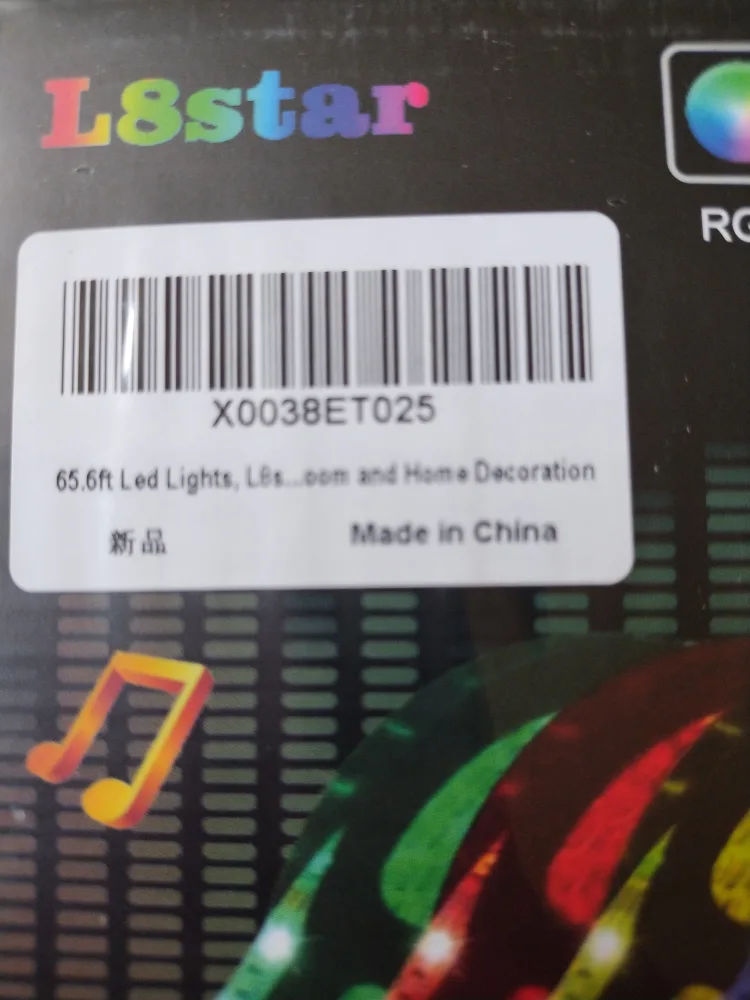 L8star
RG
X0038ET025
65.6ft Led Lights, L8s...oom and Home Decoration
新品
Made in China